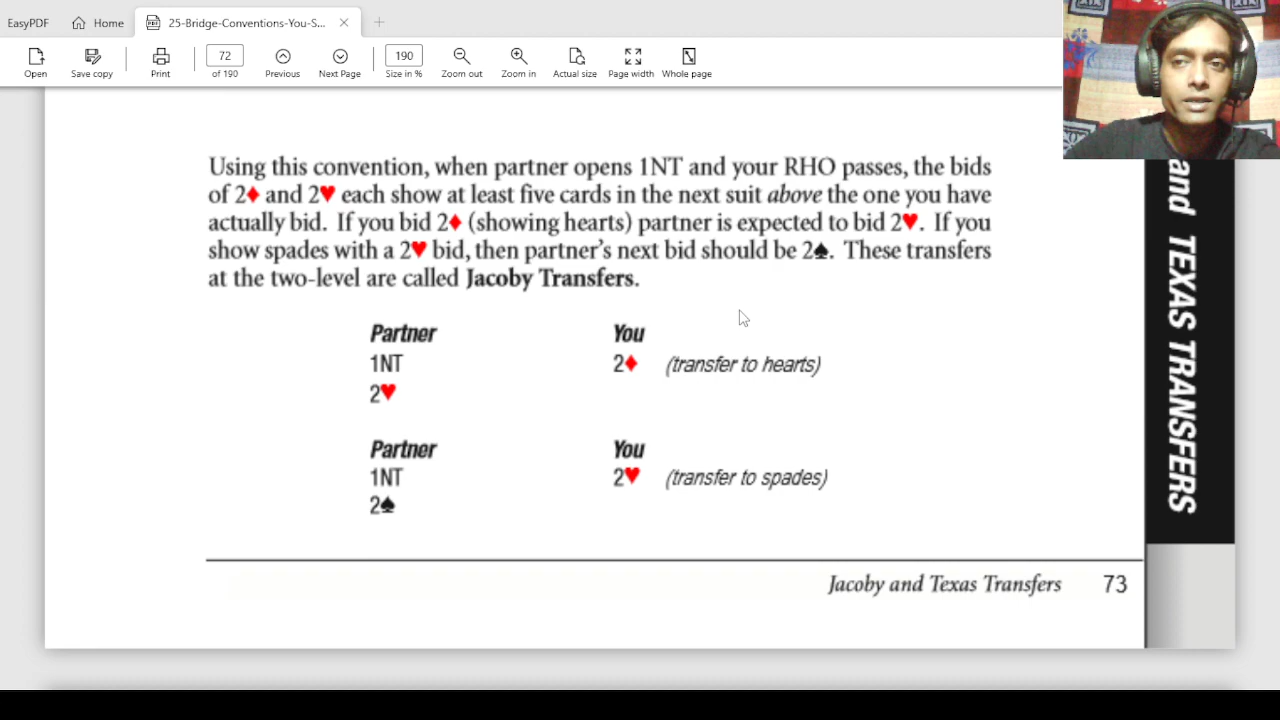 EasyPDF
Home
25-Bridge-Conventions-You-S...
Open
Save copy
Print
72
of 190
Previous
Next Page
190
Size in %
Zoom out
Zoom in
Actual size
Page width
Whole page
Using this convention, when partner opens 1NT and your RHO passes, the bids
of 2♦ and 2♥ each show at least five cards in the next suit above the one you have
actually bid. If you bid 2♦ (showing hearts) partner is expected to bid 2♥. If you
show spades with a 2♥ bid, then partner's next bid should be 2♠. These transfers
at the two-level are called Jacoby Transfers.
Partner You
1NT 2♦ (transfer to hearts)
2♥
Partner You
1NT 2♥ (transfer to spades)
2♠
Jacoby and Texas Transfers 73
and TEXAS TRANSFERS